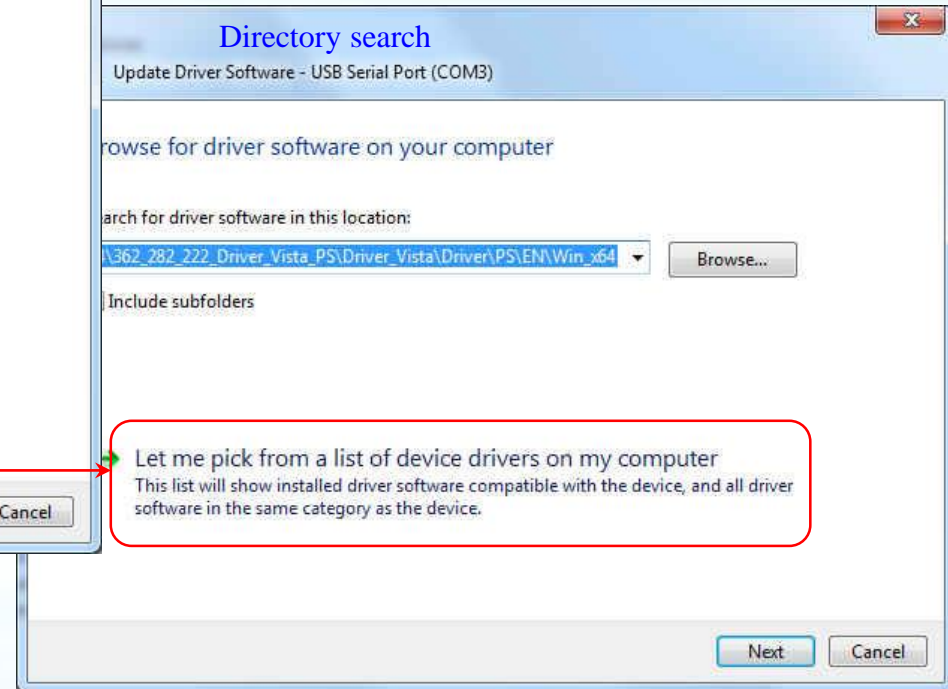 Directory search
Update Driver Software - USB Serial Port (COM3)
rowse for driver software on your computer
arch for driver software in this location:
\362_282_222_Driver_Vista_PS\Driver_Vista\Driver\PS\EN\Win_x64
Browse...
Include subfolders
Let me pick from a list of device drivers on my computer
This list will show installed driver software compatible with the device, and all driver
software in the same category as the device.
Cancel
Next
Cancel